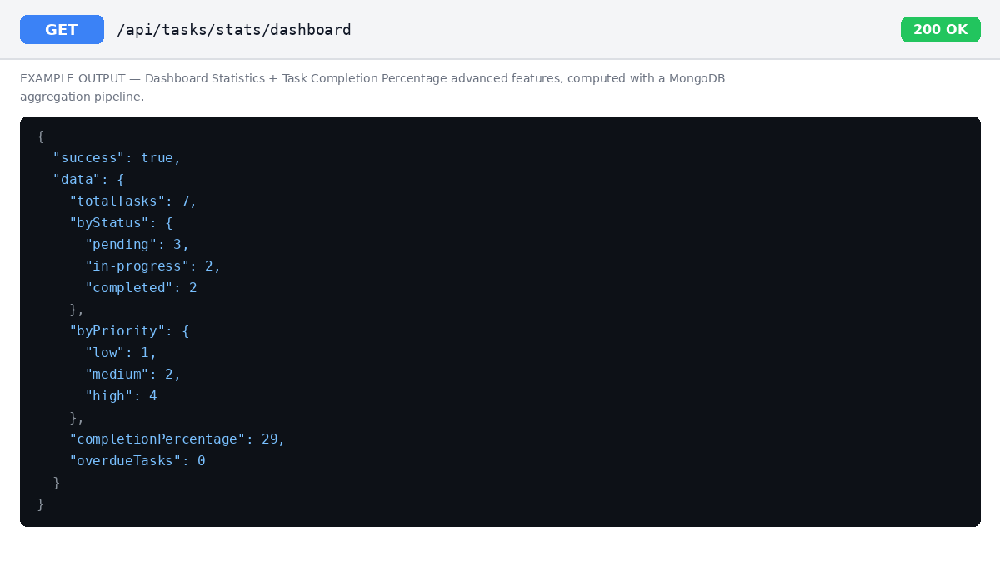 GET /api/tasks/stats/dashboard 200 OK
EXAMPLE OUTPUT — Dashboard Statistics + Task Completion Percentage advanced features, computed with a MongoDB
aggregation pipeline.
{
  "success": true,
  "data": {
    "totalTasks": 7,
    "byStatus": {
      "pending": 3,
      "in-progress": 2,
      "completed": 2
    },
    "byPriority": {
      "low": 1,
      "medium": 2,
      "high": 4
    },
    "completionPercentage": 29,
    "overdueTasks": 0
  }
}